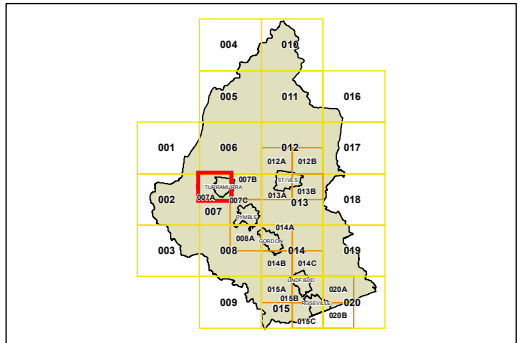 004 010
005 011 016
001 006 012 017
012A 012B
007B
TURRAMURRA ST.IVES
002 007A 007C 013A 013B 018
007 013
PYMBLE
014A
008A GORDON
003 008 014 019
014B 014C
LINDFIELD
015A 020A
009 015B ROSEVILLE 020
015 020B
015C